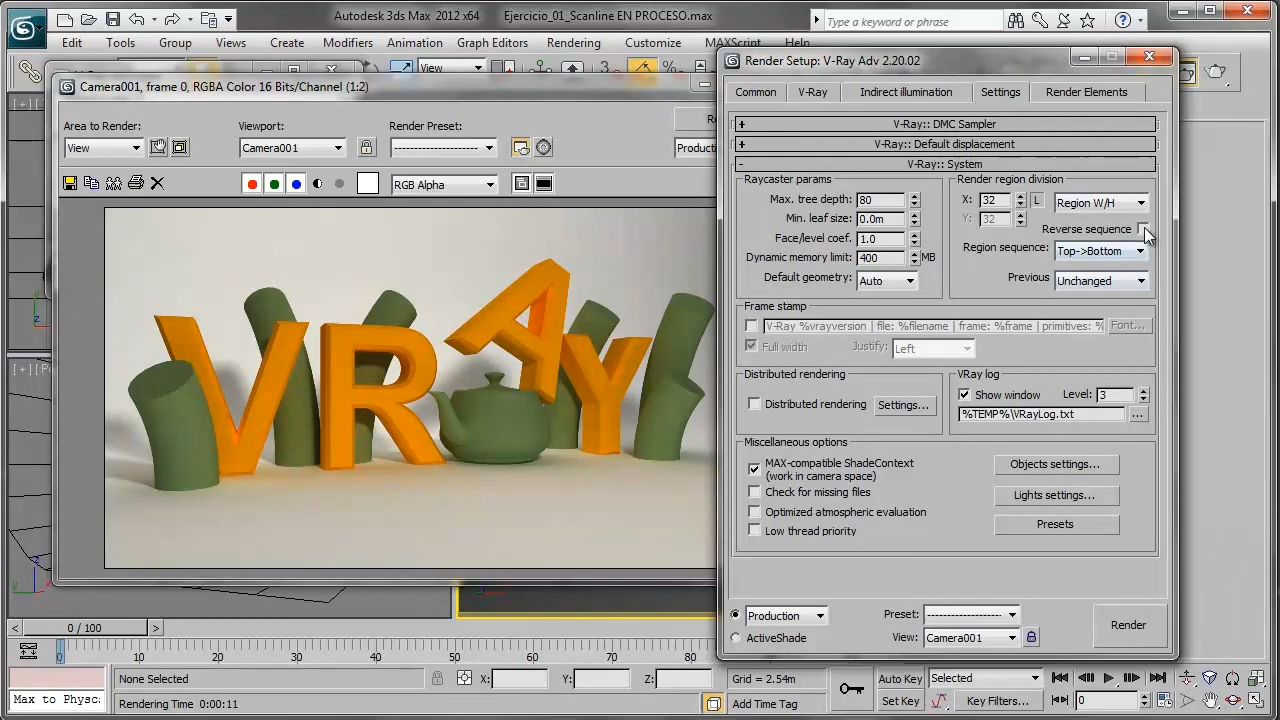 Autodesk 3ds Max 2012 x64 Ejercicio_01_Scanline EN PROCESO.max
Type a keyword or phrase
Edit Tools Group Views Create Modifiers Animation Graph Editors Rendering Customize MAXScript Help
View
Camera001, frame 0, RGBA Color 16 Bits/Channel (1:2)
Area to Render:
View
Viewport:
Camera001
Render Preset:
Produc
RGB Alpha
VRAY
Render Setup: V-Ray Adv 2.20.02
Common V-Ray Indirect illumination Settings Render Elements
+ V-Ray:: DMC Sampler
+ V-Ray:: Default displacement
- V-Ray:: System
Raycaster params
Max. tree depth: 80
Min. leaf size: 0.0m
Face/level coef. 1.0
Dynamic memory limit: 400 MB
Default geometry: Auto
Render region division
X: 32 L Region W/H
Y: 32
Reverse sequence
Region sequence: Top->Bottom
Previous Unchanged
Frame stamp
V-Ray %vrayversion | file: %filename | frame: %frame | primitives: % Font...
Full width Justify: Left
Distributed rendering
Distributed rendering Settings...
VRay log
Show window Level: 3
%TEMP%\VRayLog.txt ...
Miscellaneous options
MAX-compatible ShadeContext
(work in camera space)
Check for missing files
Optimized atmospheric evaluation
Low thread priority
Objects settings...
Lights settings...
Presets
Production
ActiveShade
Preset:
View: Camera001
Render
0 / 100
0 10 20 30 40 50 60 70 80
None Selected X: Y: Z: Grid = 2.54m Auto Key Selected
Max to Physc
Rendering Time 0:00:11 Add Time Tag Set Key Key Filters... 0